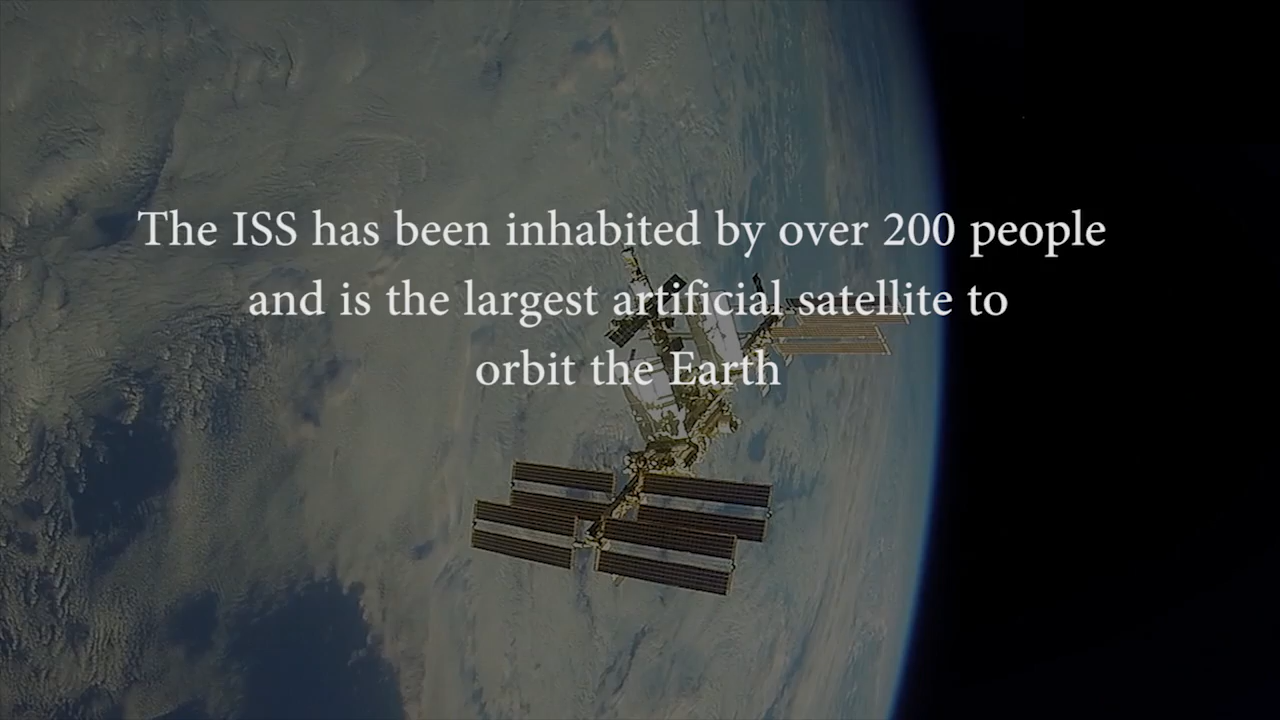 The ISS has been inhabited by over 200 people
and is the largest artificial satellite to
orbit the Earth